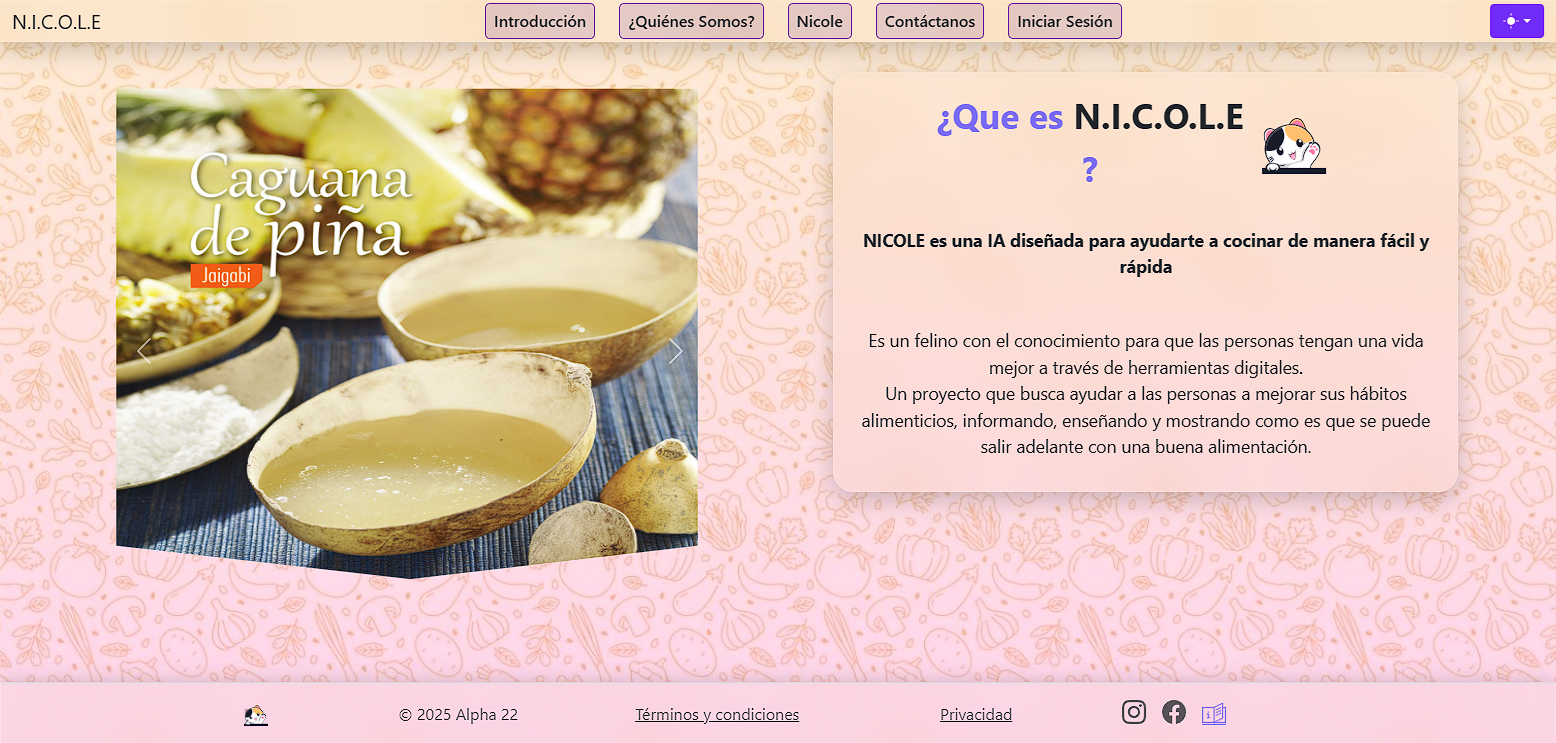 N.I.C.O.L.E
Introducción
¿Quiénes Somos?
Nicole
Contáctanos
Iniciar Sesión
Caguana
de piña
Jaigabi
¿Que es N.I.C.O.L.E
?
NICOLE es una IA diseñada para ayudarte a cocinar de manera fácil y
rápida
Es un felino con el conocimiento para que las personas tengan una vida
mejor a través de herramientas digitales.
Un proyecto que busca ayudar a las personas a mejorar sus hábitos
alimenticios, informando, enseñando y mostrando como es que se puede
salir adelante con una buena alimentación.
© 2025 Alpha 22
Términos y condiciones
Privacidad